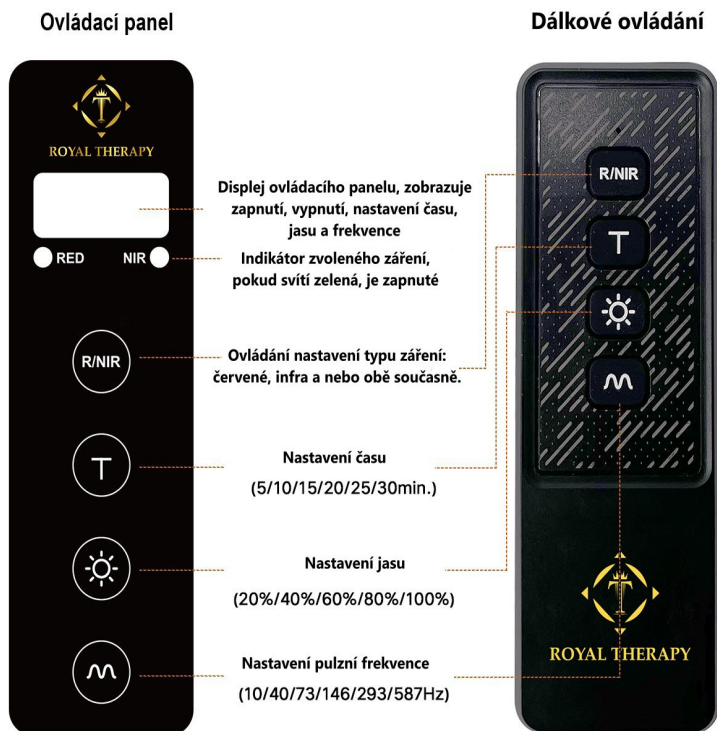 Ovládací panel
Dálkové ovládání
T
ROYAL THERAPY
Displej ovládacího panelu, zobrazuje
zapnutí, vypnutí, nastavení času,
jasu a frekvence
RED NIR
Indikátor zvoleného záření,
pokud svítí zelená, je zapnuté
R/NIR
Ovládání nastavení typu záření:
červené, infra a nebo obě současně.
T
Nastavení času
(5/10/15/20/25/30min.)
Nastavení jasu
(20%/40%/60%/80%/100%)
Nastavení pulzní frekvence
(10/40/73/146/293/587Hz)
R/NIR
T
T
ROYAL THERAPY